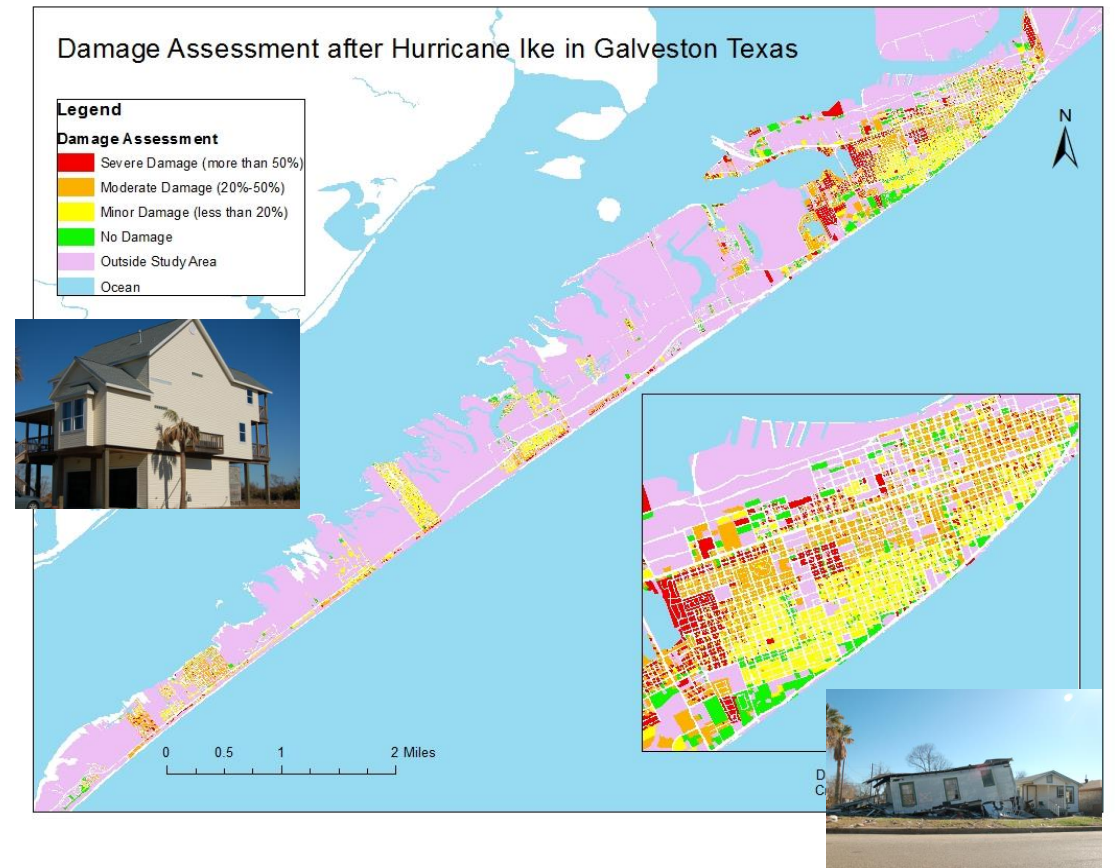 Damage Assessment after Hurricane Ike in Galveston Texas
Legend
Damage Assessment
Severe Damage (more than 50%)
Moderate Damage (20%-50%)
Minor Damage (less than 20%)
No Damage
Outside Study Area
Ocean
N
0 0.5 1 2 Miles